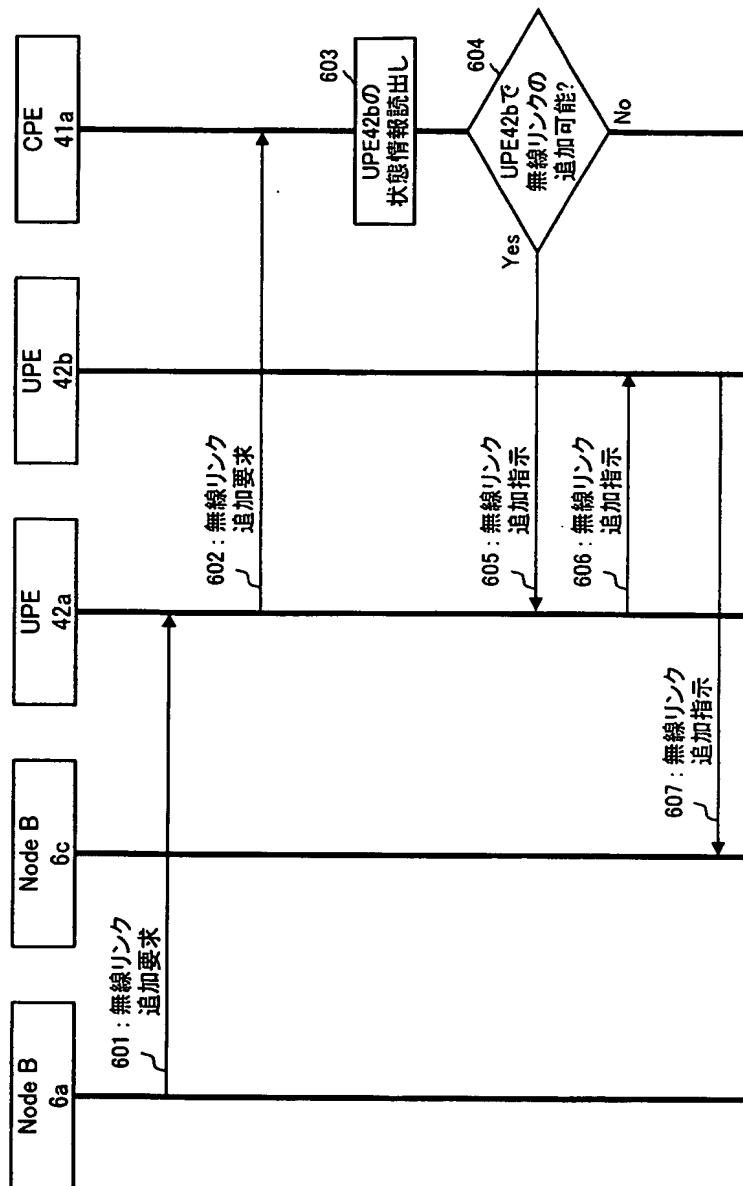 Node B
6a
Node B
6c
UPE
42a
UPE
42b
CPE
41a
601：無線リンク
追加要求
602：無線リンク
追加要求
603
UPE42bの
状態情報読出し
604
UPE42bで
無線リンクの
追加可能?
Yes
No
605：無線リンク
追加指示
606：無線リンク
追加指示
607：無線リンク
追加指示